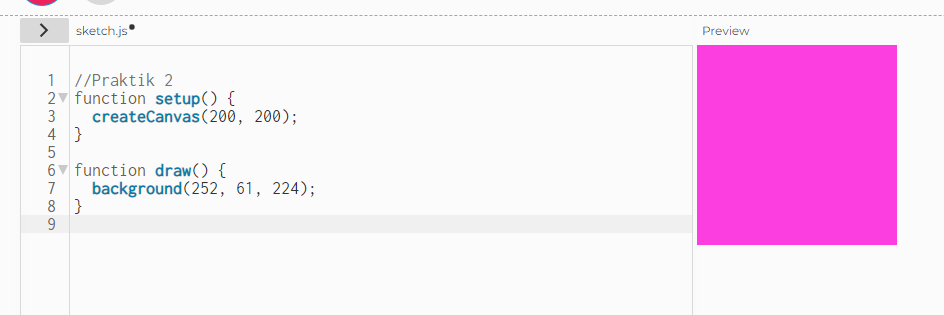 sketch.js
Preview
1 //Praktik 2
2 function setup() {
3 createCanvas(200, 200);
4 }
5
6 function draw() {
7 background(252, 61, 224);
8 }
9